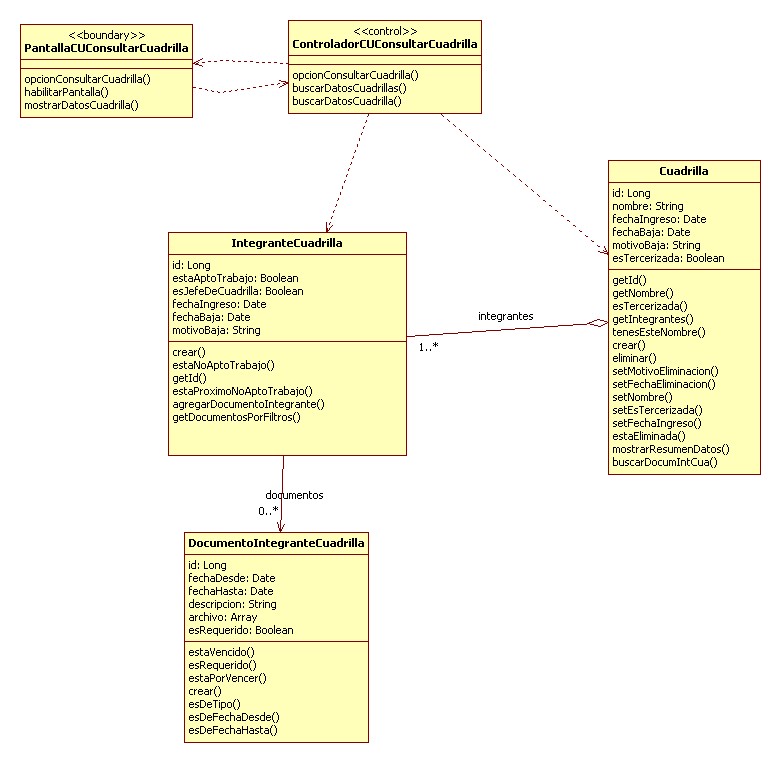 <<boundary>>
PantallaCUConsultarCuadrilla
opcionConsultarCuadrilla()
habilitarPantalla()
mostrarDatosCuadrilla()
<<control>>
ControladorCUConsultarCuadrilla
opcionConsultarCuadrilla()
buscarDatosCuadrillas()
buscarDatosCuadrilla()
Cuadrilla
id: Long
nombre: String
fechaIngreso: Date
fechaBaja: Date
motivoBaja: String
esTercerizada: Boolean
getId()
getNombre()
esTercerizada()
getIntegrantes()
tenesEsteNombre()
crear()
eliminar()
setMotivoEliminacion()
setFechaEliminacion()
setNombre()
setEsTercerizada()
setFechaIngreso()
estaEliminada()
mostrarResumenDatos()
buscarDocumIntCua()
integrantes
1..*
IntegranteCuadrilla
id: Long
estaAptoTrabajo: Boolean
esJefeDeCuadrilla: Boolean
fechaIngreso: Date
fechaBaja: Date
motivoBaja: String
crear()
estaNoAptoTrabajo()
getId()
estaProximoNoAptoTrabajo()
agregarDocumentoIntegrante()
getDocumentosPorFiltros()
documentos
0..*
DocumentoIntegranteCuadrilla
id: Long
fechaDesde: Date
fechaHasta: Date
descripcion: String
archivo: Array
esRequerido: Boolean
estaVencido()
esRequerido()
estaPorVencer()
crear()
esDeTipo()
esDeFechaDesde()
esDeFechaHasta()